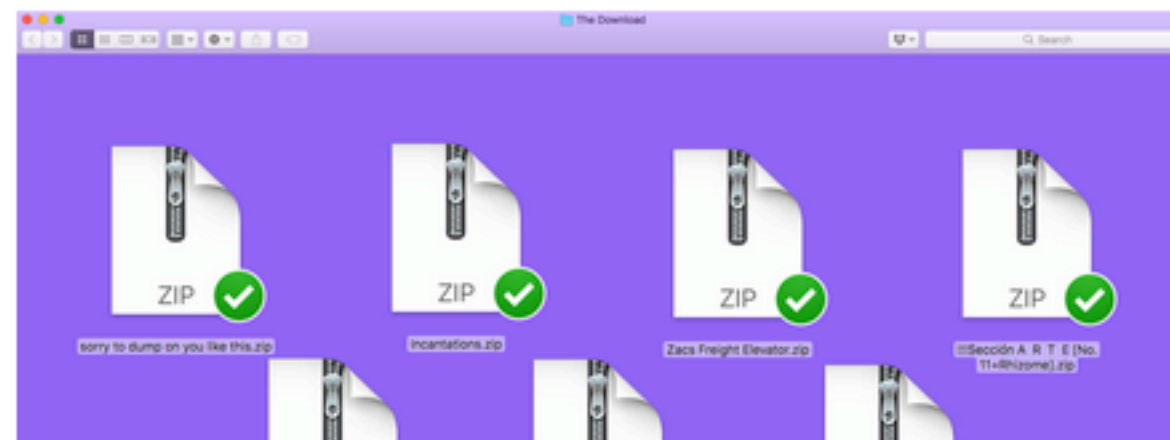 The Download
Search
ZIP
ZIP
ZIP
ZIP
sorry to dump on you like this.zip
Incantations.zip
Zacs Freight Elevator.zip
!!!Sección A R T E [No.
11+Rhizome].zip